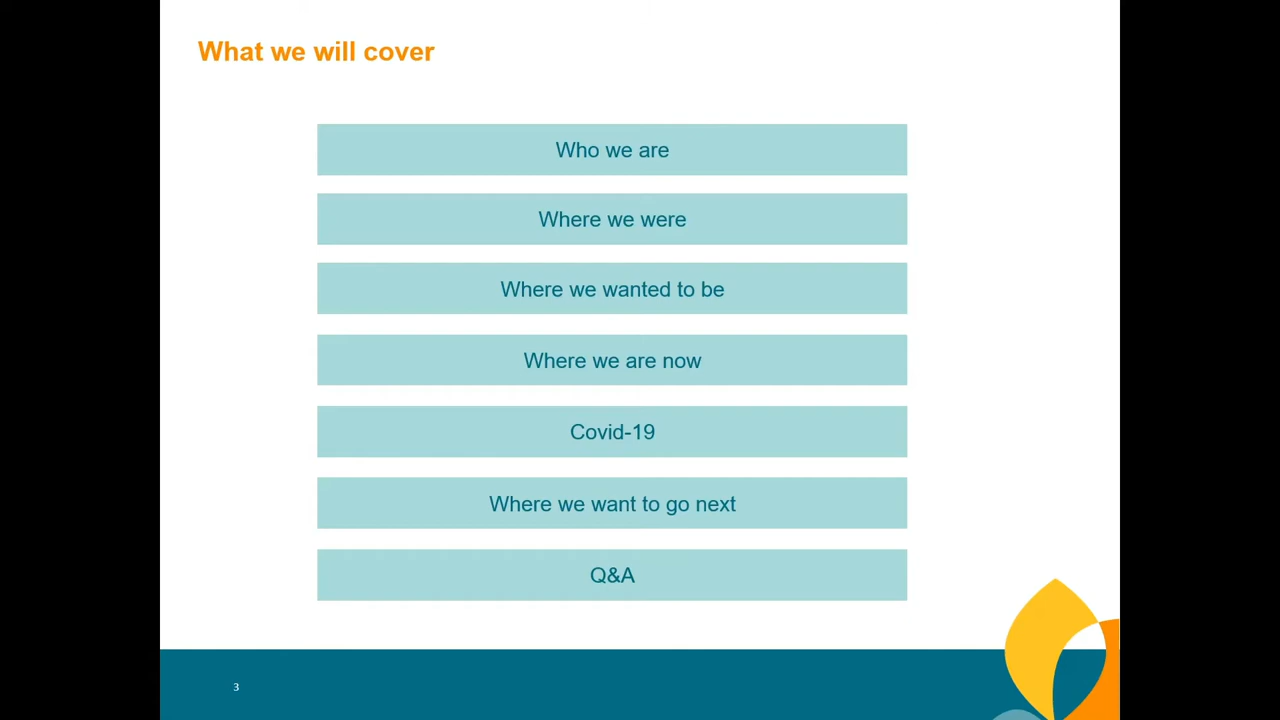 What we will cover
Who we are
Where we were
Where we wanted to be
Where we are now
Covid-19
Where we want to go next
Q&A
3